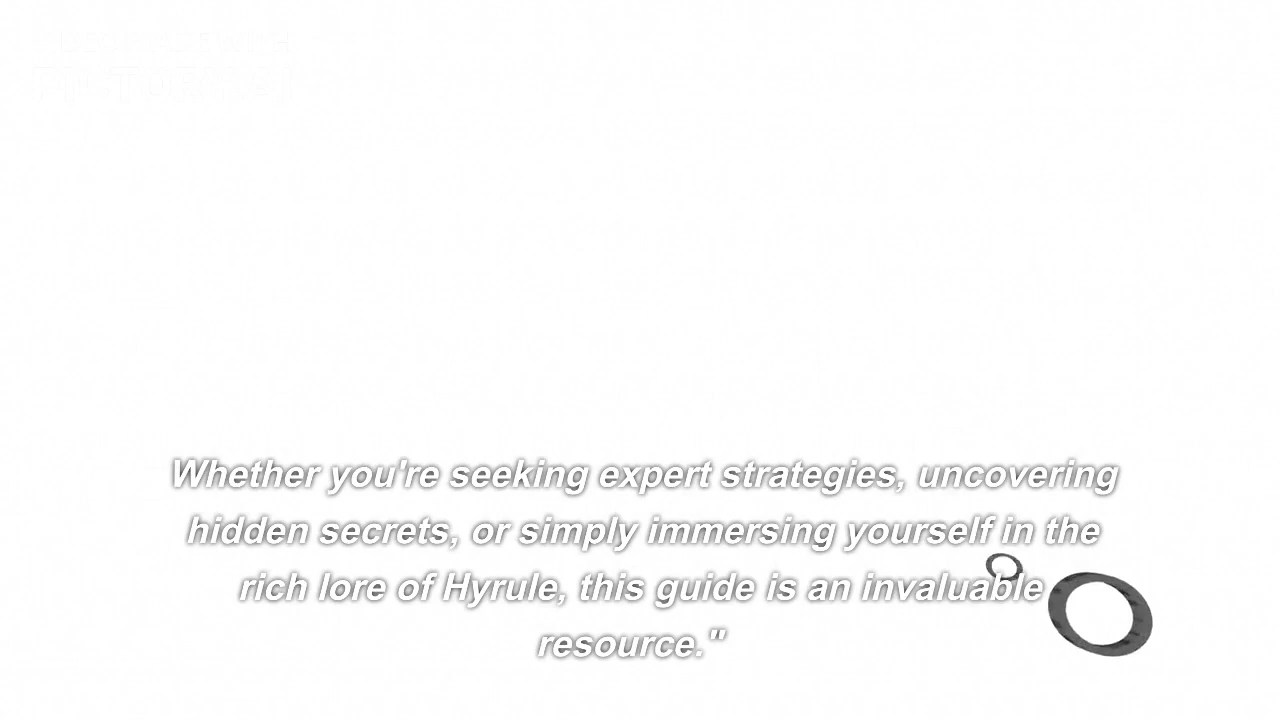 Whether you're seeking expert strategies, uncovering
hidden secrets, or simply immersing yourself in the
rich lore of Hyrule, this guide is an invaluable
resource."